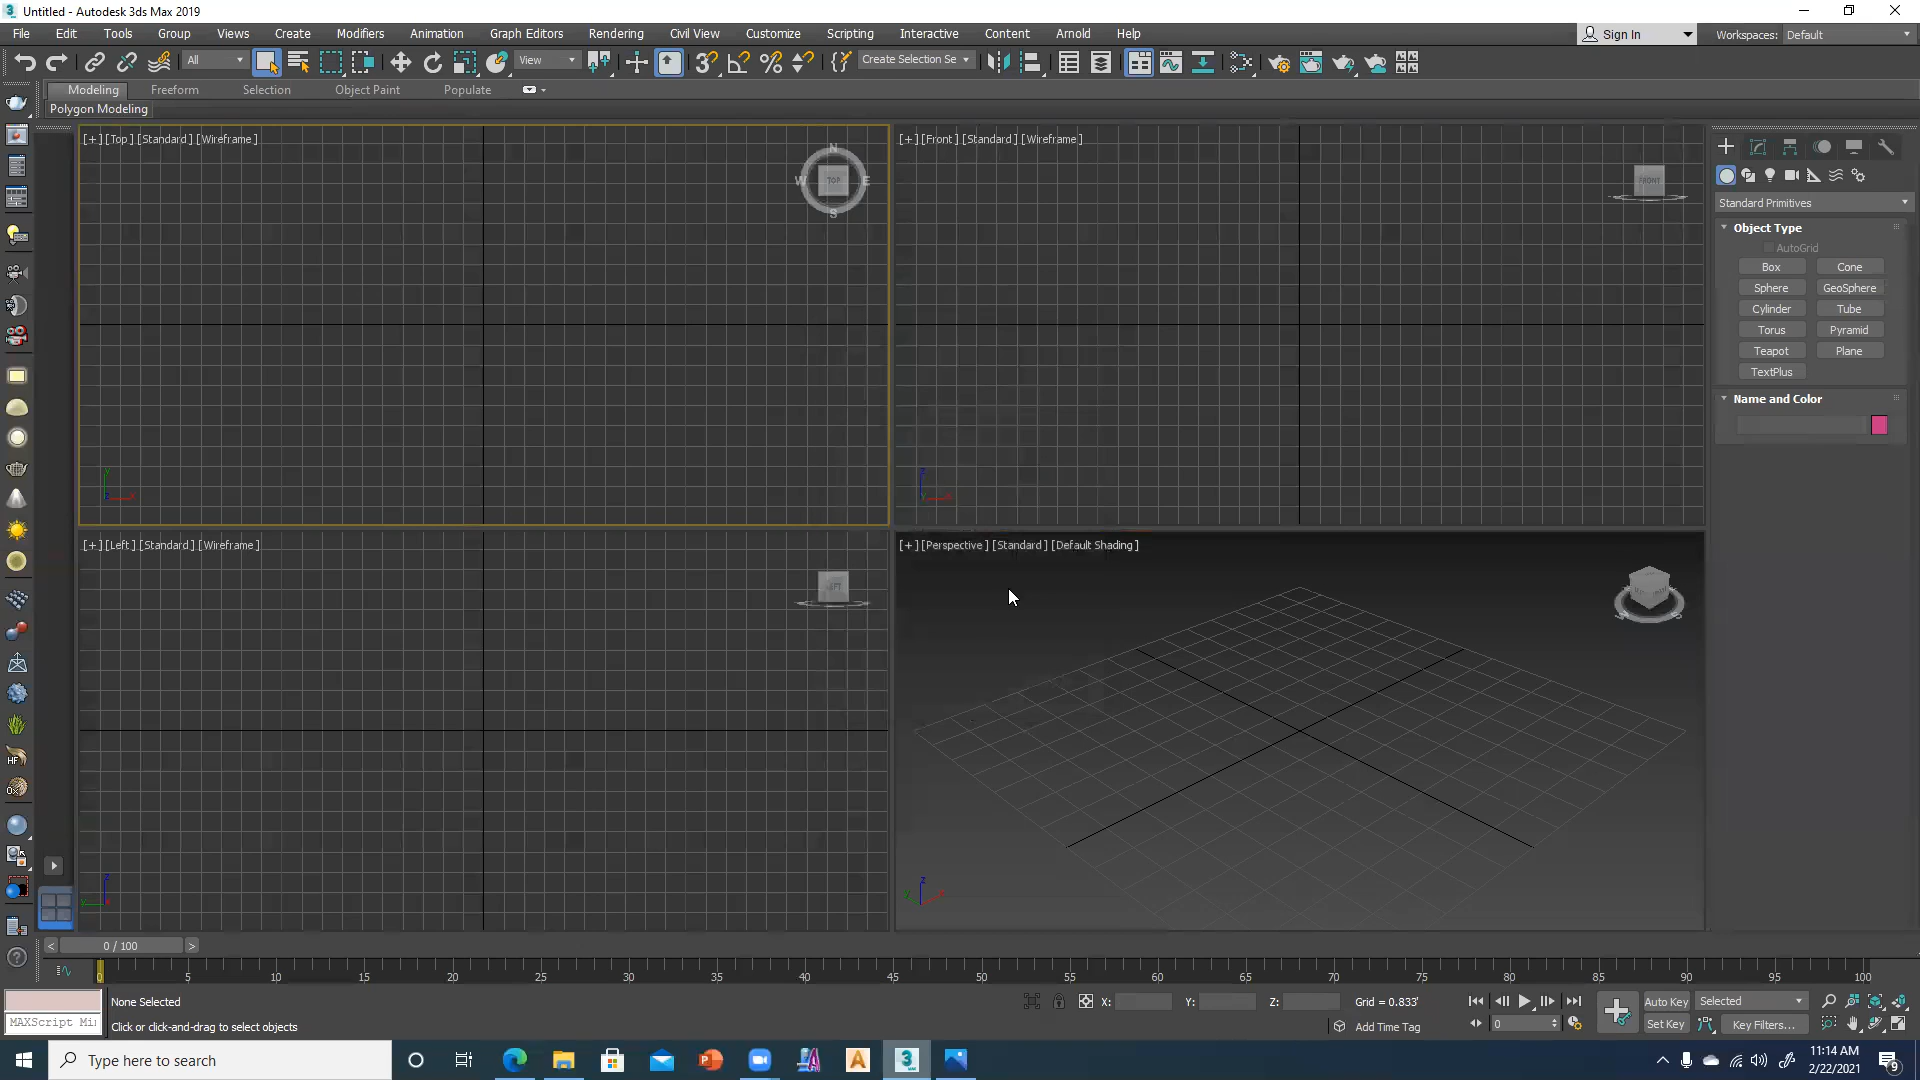 Untitled - Autodesk 3ds Max 2019
File Edit Tools Group Views Create Modifiers Animation Graph Editors Rendering Civil View Customize Scripting Interactive Content Arnold Help Sign In Workspaces: Default
All View Create Selection Se
Modeling Freeform Selection Object Paint Populate
Polygon Modeling
[+] [Top] [Standard] [Wireframe]
N
W TOP E
S
[+] [Front] [Standard] [Wireframe]
FRONT
Standard Primitives
Object Type
AutoGrid
Box Cone
Sphere GeoSphere
Cylinder Tube
Torus Pyramid
Teapot Plane
TextPlus
Name and Color
[+] [Left] [Standard] [Wireframe]
[+] [Perspective] [Standard] [Default Shading]
HF
< 0 / 100 >
0 5 10 15 20 25 30 35 40 45 50 55 60 65 70 75 80 85 90 95 100
None Selected X: Y: Z: Grid = 0.833' Auto Key Selected
MAXScript Mi Click or click-and-drag to select objects Add Time Tag 0 Set Key Key Filters...
Type here to search
11:14 AM
2/22/2021
9